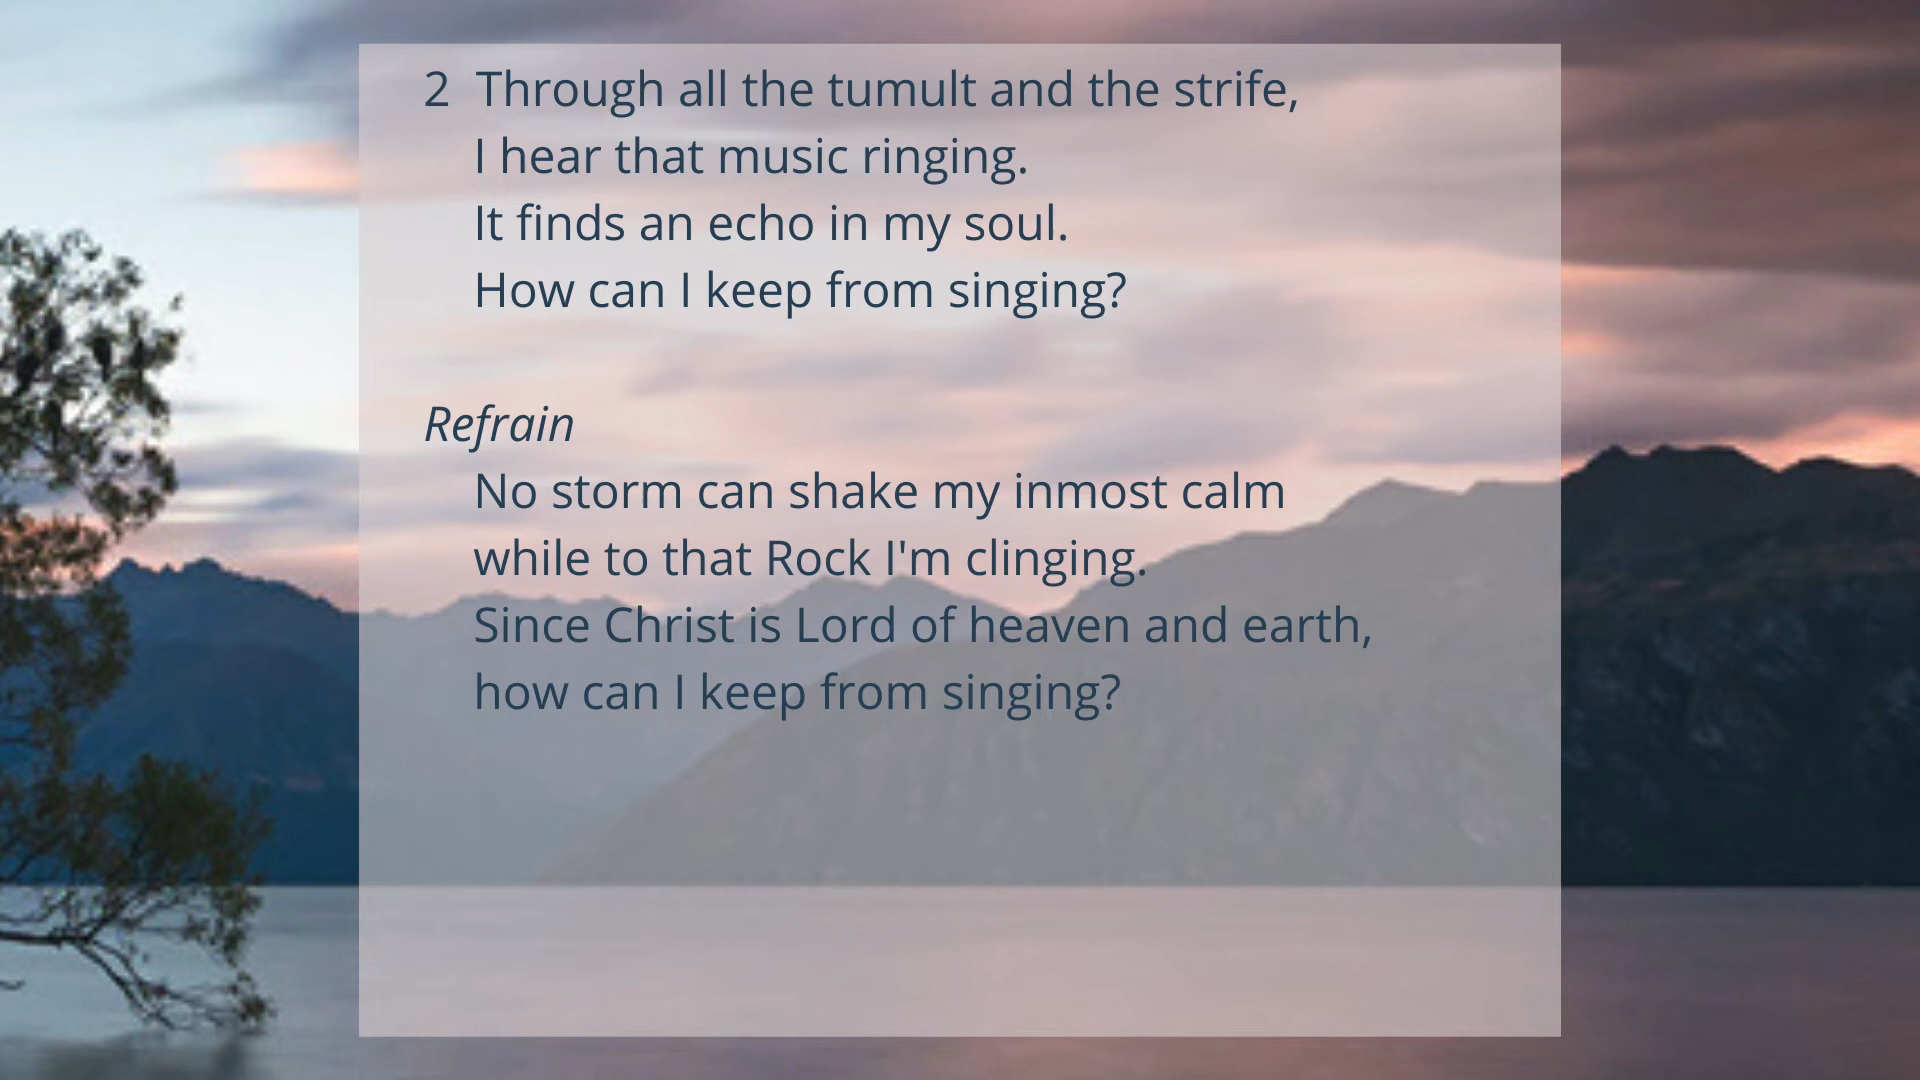 2 Through all the tumult and the strife,
I hear that music ringing.
It finds an echo in my soul.
How can I keep from singing?
Refrain
No storm can shake my inmost calm
while to that Rock I'm clinging.
Since Christ is Lord of heaven and earth,
how can I keep from singing?